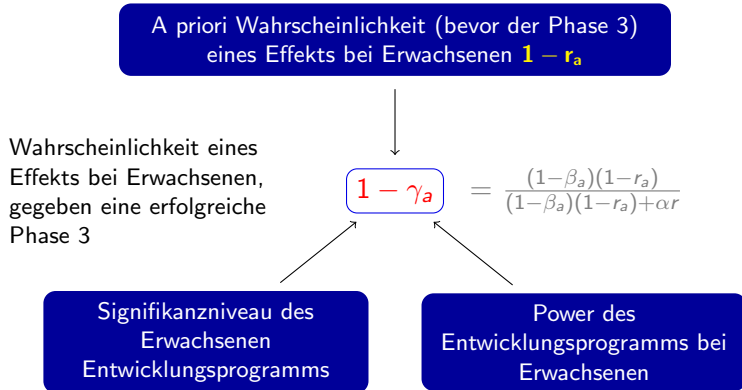 A priori Wahrscheinlichkeit (bevor der Phase 3)
eines Effekts bei Erwachsenen 1 − rₐ
Wahrscheinlichkeit eines
Effekts bei Erwachsenen,
gegeben eine erfolgreiche
Phase 3
1 − γₐ = (1−βₐ)(1−rₐ) / (1−βₐ)(1−rₐ)+αr
Signifikanzniveau des
Erwachsenen
Entwicklungsprogramms
Power des
Entwicklungsprogramms bei
Erwachsenen